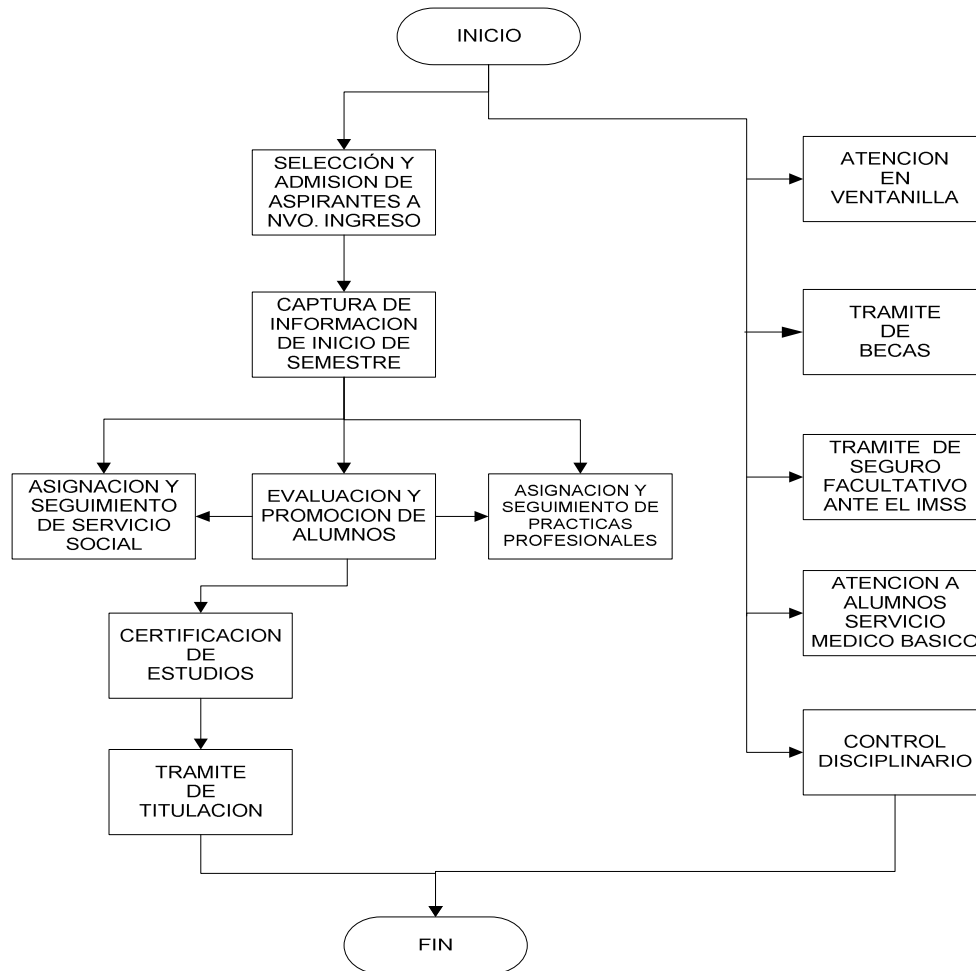 INICIO
SELECCIÓN Y
ADMISION DE
ASPIRANTES A
NVO. INGRESO
CAPTURA DE
INFORMACION
DE INICIO DE
SEMESTRE
ASIGNACION Y
SEGUIMIENTO
DE SERVICIO
SOCIAL
EVALUACION Y
PROMOCION DE
ALUMNOS
ASIGNACION Y
SEGUIMIENTO DE
PRACTICAS
PROFESIONALES
CERTIFICACION
DE
ESTUDIOS
TRAMITE
DE
TITULACION
ATENCION
EN
VENTANILLA
TRAMITE
DE
BECAS
TRAMITE DE
SEGURO
FACULTATIVO
ANTE EL IMSS
ATENCION A
ALUMNOS
SERVICIO
MEDICO BASICO
CONTROL
DISCIPLINARIO
FIN